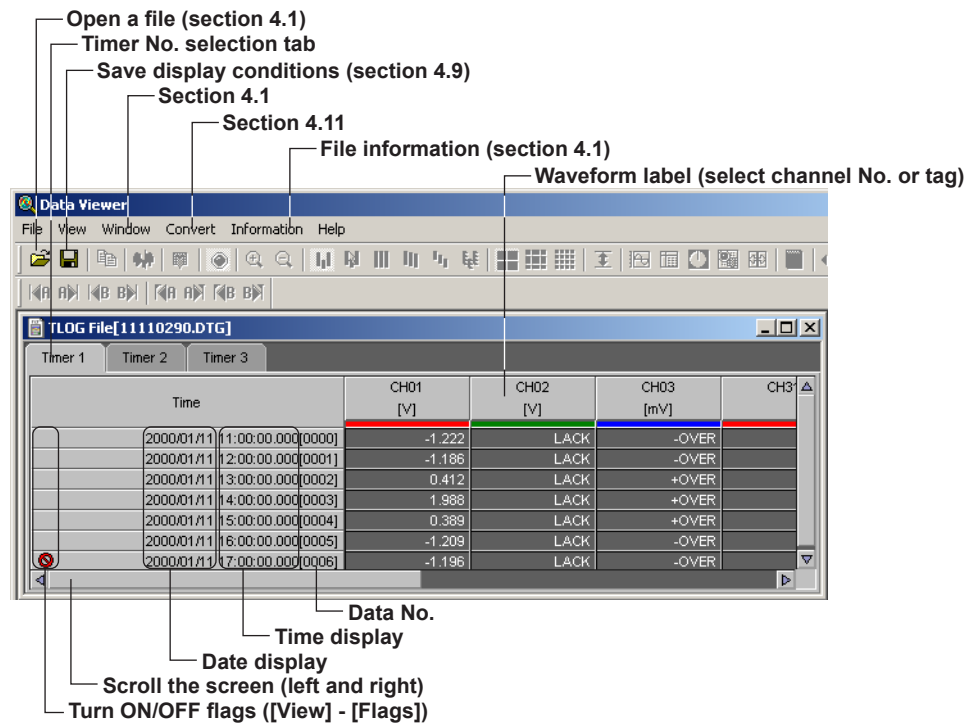 Open a file (section 4.1)
Timer No. selection tab
Save display conditions (section 4.9)
Section 4.1
Section 4.11
File information (section 4.1)
Waveform label (select channel No. or tag)
Data Viewer
File View Window Convert Information Help
A A B B A A B B
TLOG File[11110290.DTG]
Timer 1 Timer 2 Timer 3
Time CH01 CH02 CH03 CH31
[V] [V] [mV]
2000/01/11 11:00:00.000[0000] -1.222 LACK -OVER
2000/01/11 12:00:00.000[0001] -1.186 LACK -OVER
2000/01/11 13:00:00.000[0002] 0.412 LACK +OVER
2000/01/11 14:00:00.000[0003] 1.988 LACK +OVER
2000/01/11 15:00:00.000[0004] 0.389 LACK +OVER
2000/01/11 16:00:00.000[0005] -1.209 LACK -OVER
2000/01/11 17:00:00.000[0006] -1.196 LACK -OVER
Data No.
Time display
Date display
Scroll the screen (left and right)
Turn ON/OFF flags ([View] - [Flags])